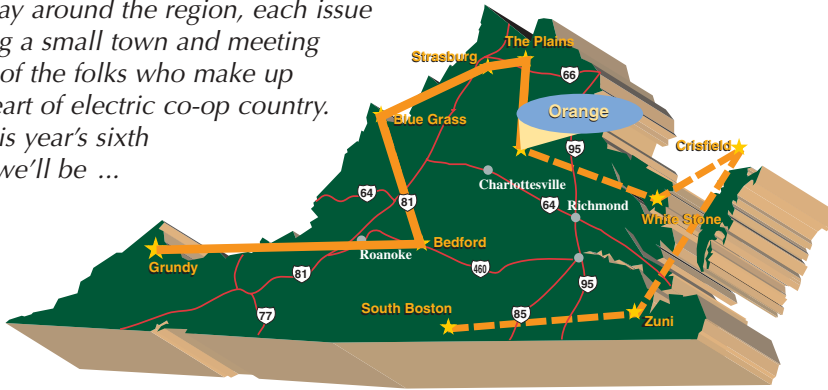 ay around the region, each issue
g a small town and meeting
of the folks who make up
eart of electric co-op country.
is year's sixth
we'll be ...
The Plains
Strasburg
66
Orange
Blue Grass
95
Crisfield
Charlottesville
64
81
64
Richmond
White Stone
Bedford
Roanoke
Grundy
81
460
95
77
South Boston
85
Zuni